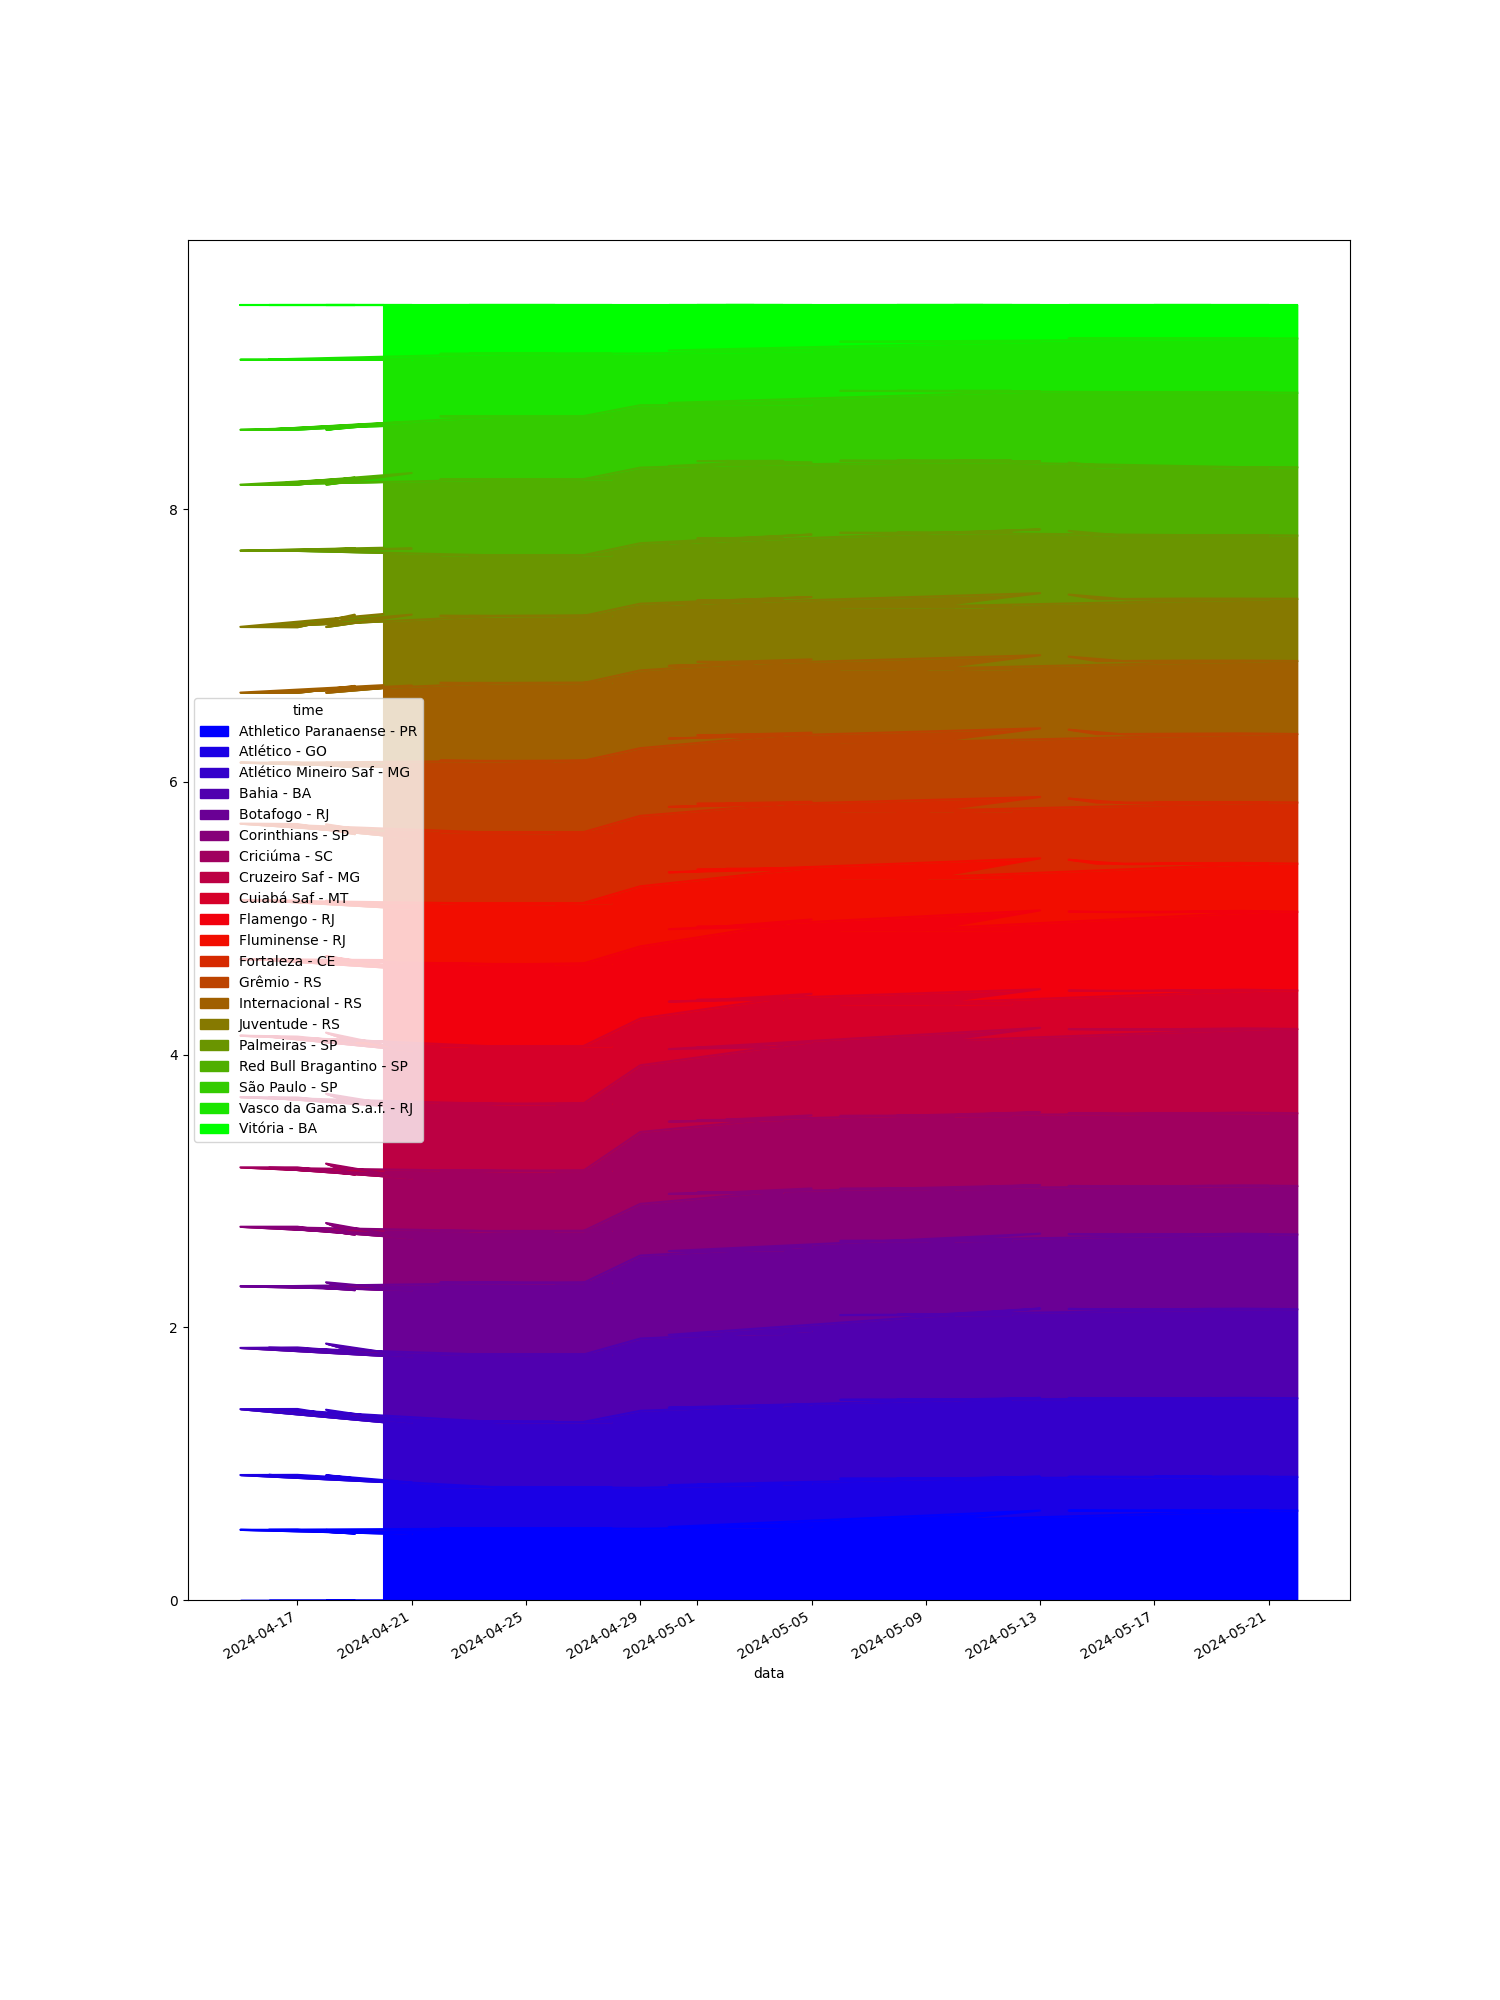 8
6
4
2
0
time
Athletico Paranaense - PR
Atlético - GO
Atlético Mineiro Saf - MG
Bahia - BA
Botafogo - RJ
Corinthians - SP
Criciúma - SC
Cruzeiro Saf - MG
Cuiabá Saf - MT
Flamengo - RJ
Fluminense - RJ
Fortaleza - CE
Grêmio - RS
Internacional - RS
Juventude - RS
Palmeiras - SP
Red Bull Bragantino - SP
São Paulo - SP
Vasco da Gama S.a.f. - RJ
Vitória - BA
2024-04-17
2024-04-21
2024-04-25
2024-04-29
2024-05-01
2024-05-05
2024-05-09
2024-05-13
2024-05-17
2024-05-21
data